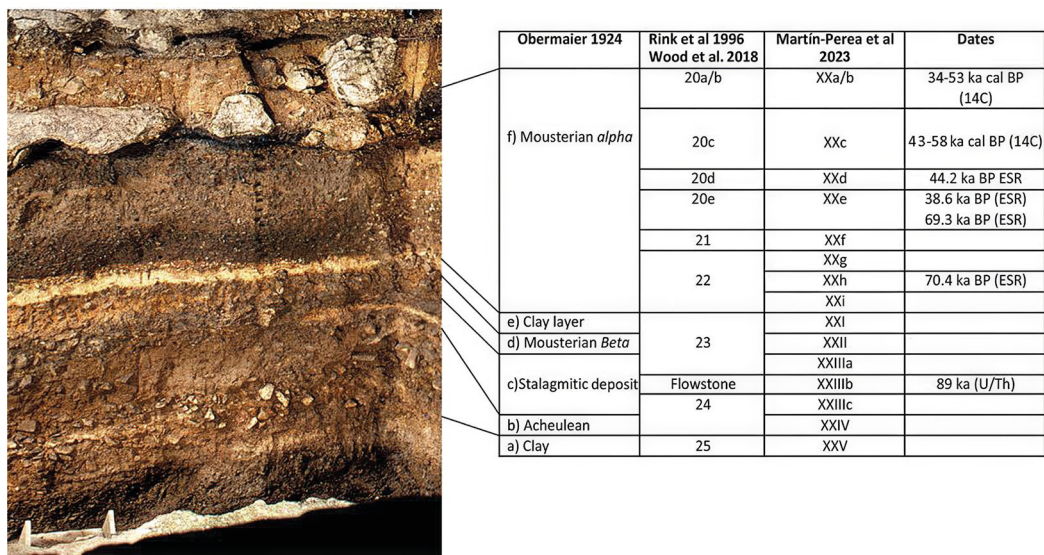 Obermaier 1924 Rink et al 1996 Martín-Perea et al Dates
Wood et al. 2018 2023
20a/b XXa/b 34-53 ka cal BP
(14C)
f) Mousterian alpha 20c XXc 43-58 ka cal BP (14C)
20d XXd 44.2 ka BP ESR
20e XXe 38.6 ka BP (ESR)
69.3 ka BP (ESR)
21 XXf
XXg
22 XXh 70.4 ka BP (ESR)
XXi
e) Clay layer XXI
d) Mousterian Beta 23 XXII
XXIIIa
c)Stalagmitic deposit Flowstone XXIIIb 89 ka (U/Th)
24 XXIIIc
b) Acheulean XXIV
a) Clay 25 XXV